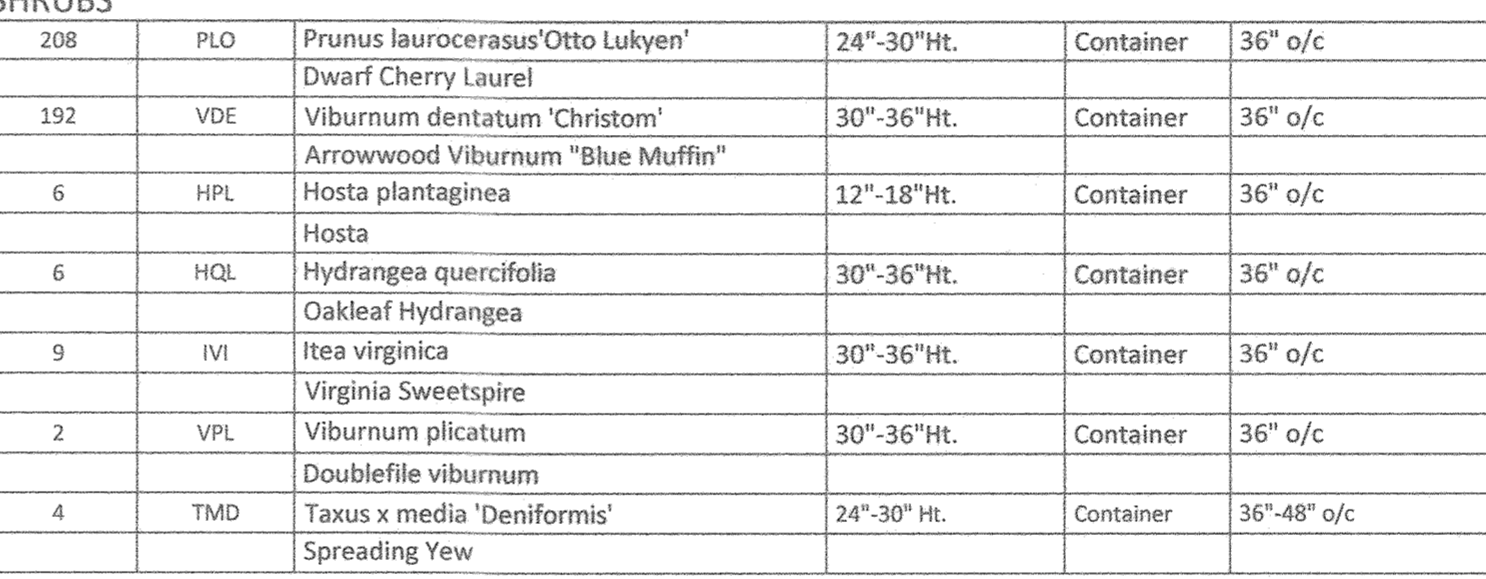 SHRUBS
208 PLO Prunus laurocerasus'Otto Lukyen' 24"-30"Ht. Container 36" o/c
Dwarf Cherry Laurel
192 VDE Viburnum dentatum 'Christom' 30"-36"Ht. Container 36" o/c
Arrowwood Viburnum "Blue Muffin"
6 HPL Hosta plantaginea 12"-18"Ht. Container 36" o/c
Hosta
6 HQL Hydrangea quercifolia 30"-36"Ht. Container 36" o/c
Oakleaf Hydrangea
9 IVI Itea virginica 30"-36"Ht. Container 36" o/c
Virginia Sweetspire
2 VPL Viburnum plicatum 30"-36"Ht. Container 36" o/c
Doublefile viburnum
4 TMD Taxus x media 'Deniformis' 24"-30" Ht. Container 36"-48" o/c
Spreading Yew